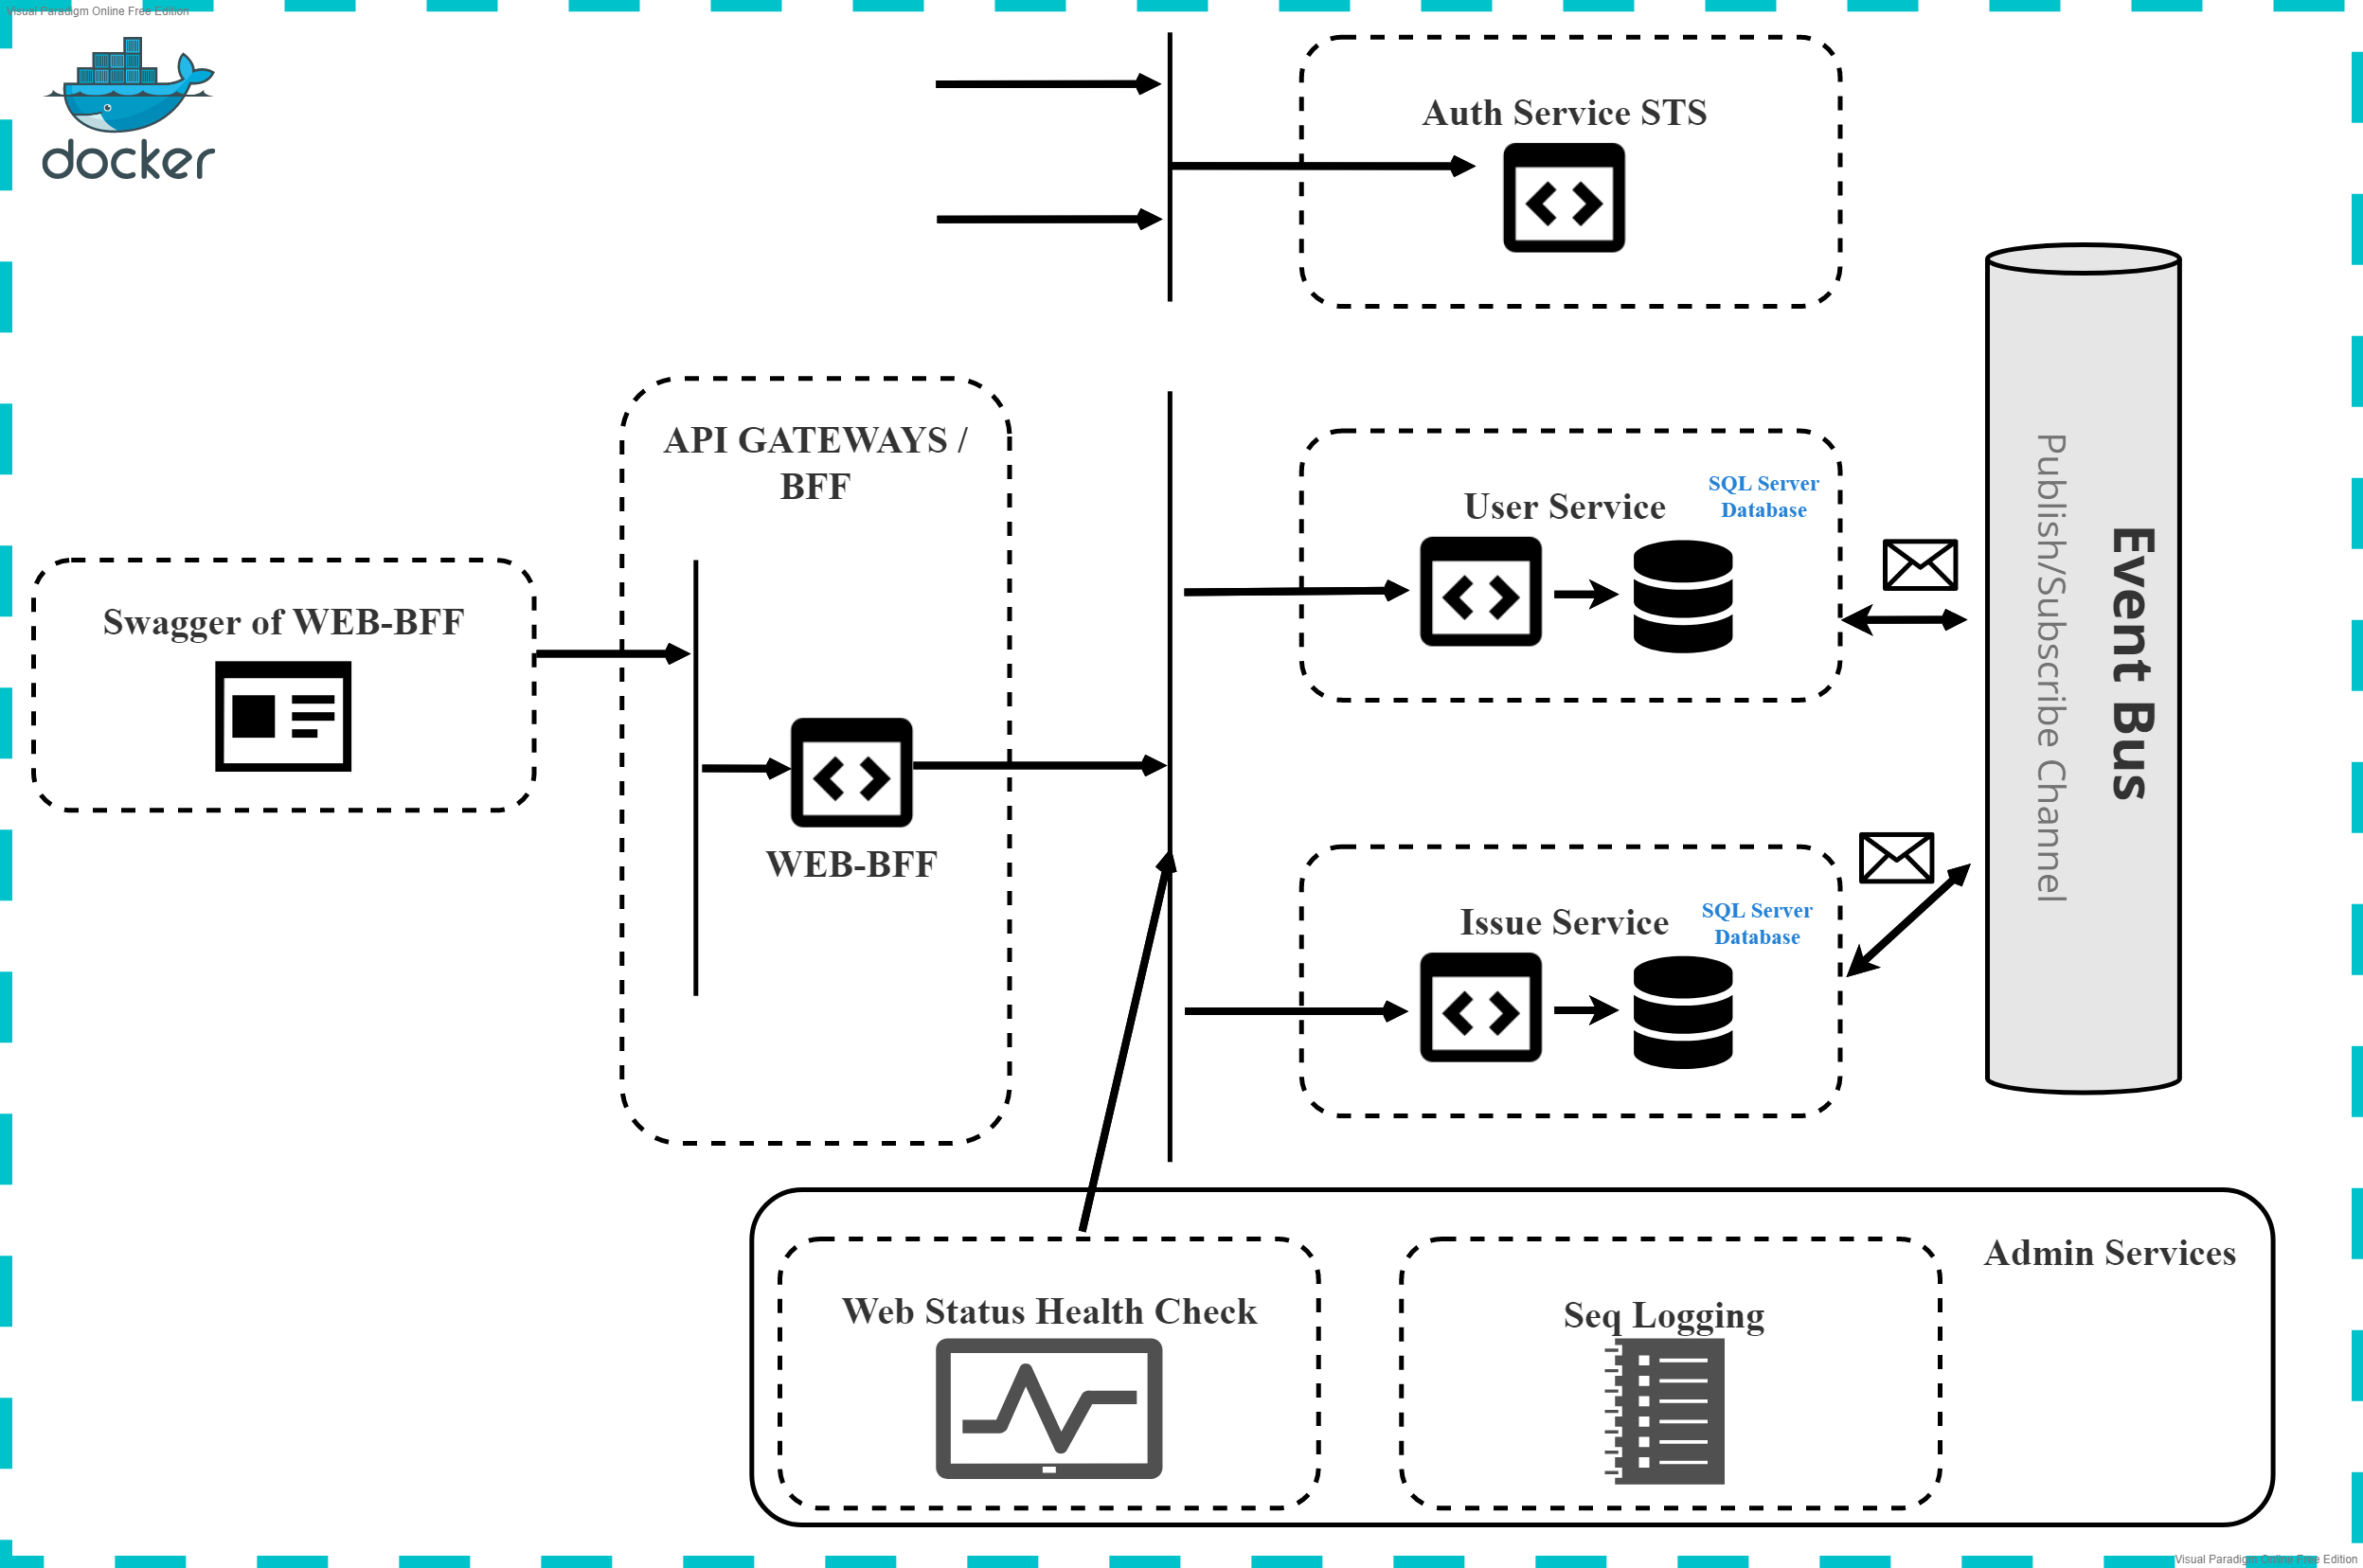 Visual Paradigm Online Free Edition
docker
Auth Service STS
API GATEWAYS /
BFF
User Service
SQL Server
Database
Swagger of WEB-BFF
WEB-BFF
Issue Service
SQL Server
Database
Event Bus
Publish/Subscribe Channel
Admin Services
Web Status Health Check
Seq Logging
Visual Paradigm Online Free Edition